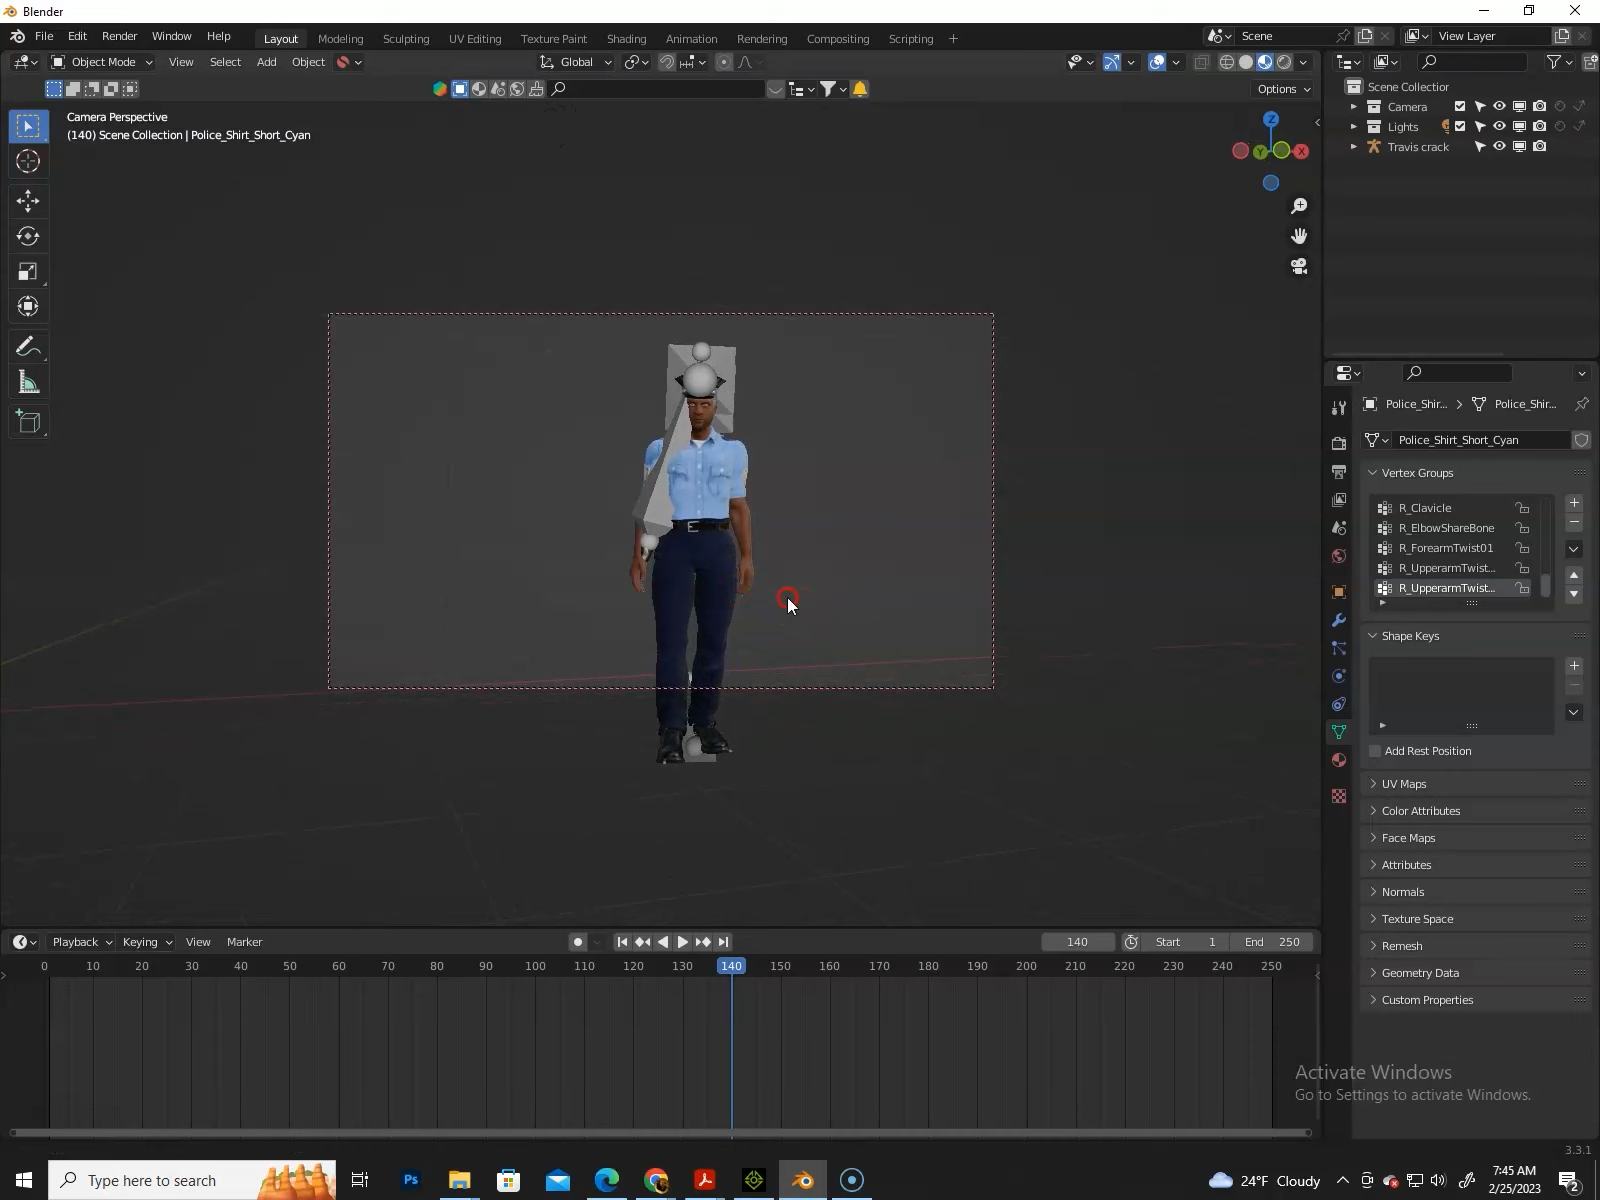 Blender
File Edit Render Window Help Layout Modeling Sculpting UV Editing Texture Paint Shading Animation Rendering Compositing Scripting + Scene View Layer
Object Mode View Select Add Object Global
Options
Camera Perspective
(140) Scene Collection | Police_Shirt_Short_Cyan
Z
Y
X
Scene Collectior
Camera
Lights
Travis crack
Police_Shir... > Police_Shir...
Police_Shirt_Short_Cyan
Vertex Groups
R_Clavicle
R_ElbowShareBone
R_ForearmTwist01
R_UpperarmTwist...
R_UpperarmTwist...
Shape Keys
Add Rest Position
UV Maps
Color Attributes
Face Maps
Attributes
Normals
Texture Space
Remesh
Geometry Data
Custom Properties
Playback Keying View Marker 140 Start 1 End 250
0 10 20 30 40 50 60 70 80 90 100 110 120 130 140 150 160 170 180 190 200 210 220 230 240 250
Activate Windows
Go to Settings to activate Windows.
3.3.1
Type here to search Ps 24°F Cloudy 7:45 AM
2/25/2023 2